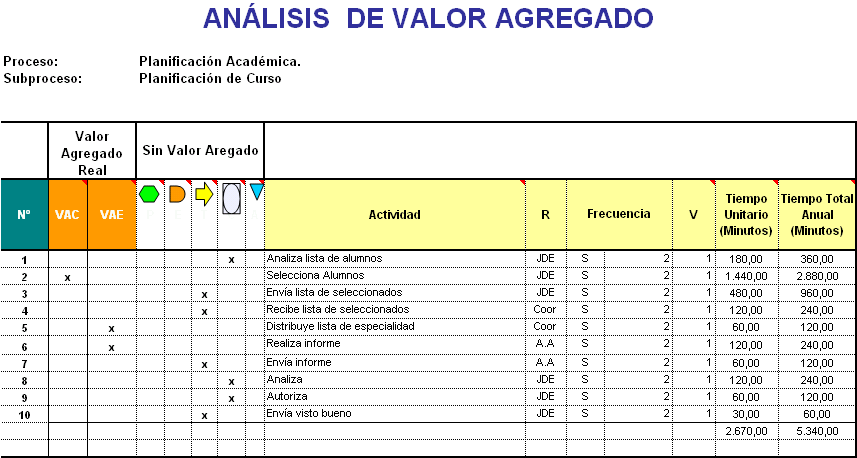 ANÁLISIS DE VALOR AGREGADO
Proceso: Planificación Académica.
Subproceso: Planificación de Curso
Valor Agregado Real Sin Valor Aregado
Nº VAC VAE Actividad R Frecuencia V Tiempo Unitario (Minutos) Tiempo Total Anual (Minutos)
1 x Analiza lista de alumnos JDE S 2 1 180,00 360,00
2 x Selecciona Alumnos JDE S 2 1 1.440,00 2.880,00
3 x Envía lista de seleccionados JDE S 2 1 480,00 960,00
4 x Recibe lista de seleccionados Coor S 2 1 120,00 240,00
5 x Distribuye lista de especialidad Coor S 2 1 60,00 120,00
6 x Realiza informe A.A S 2 1 120,00 240,00
7 x Envía informe A.A S 2 1 60,00 120,00
8 x Analiza JDE S 2 1 120,00 240,00
9 x Autoriza JDE S 2 1 60,00 120,00
10 x Envía visto bueno JDE S 2 1 30,00 60,00
2.670,00 5.340,00